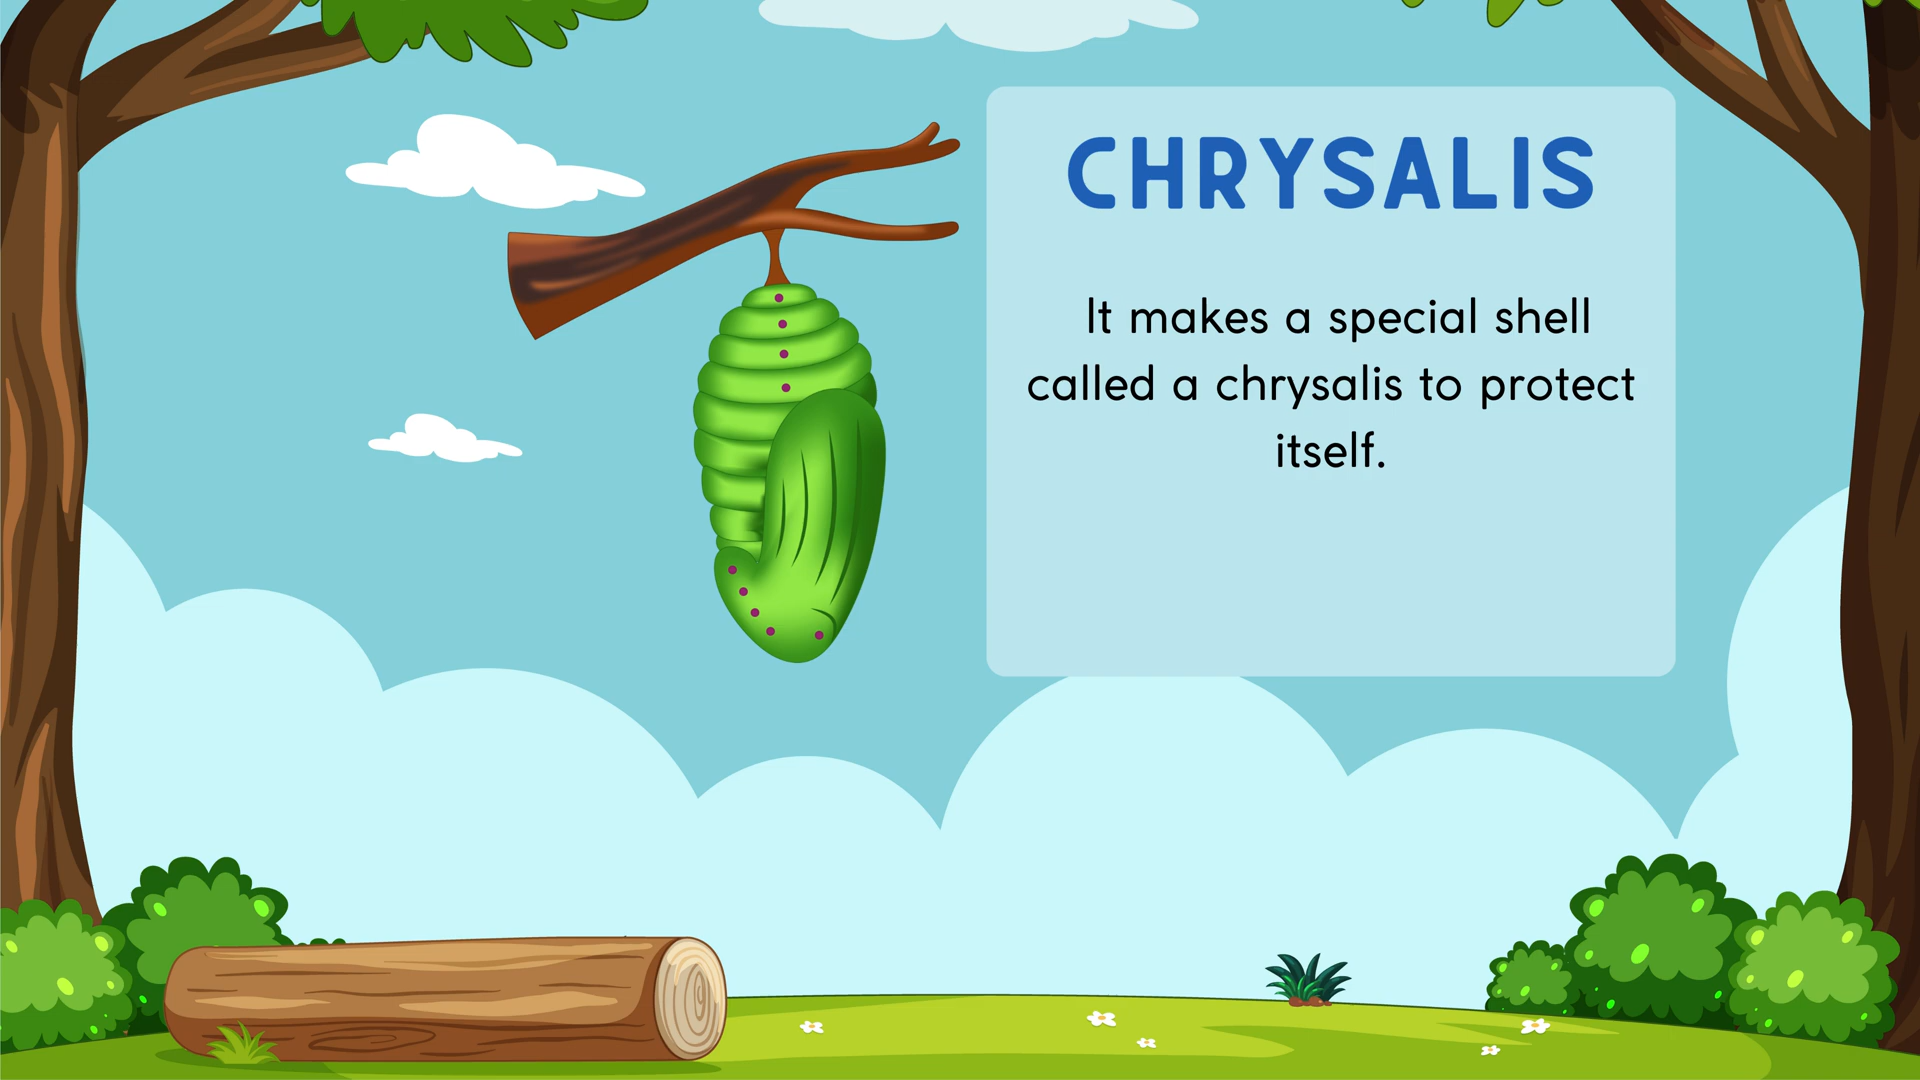 CHRYSALIS
It makes a special shell
called a chrysalis to protect
itself.